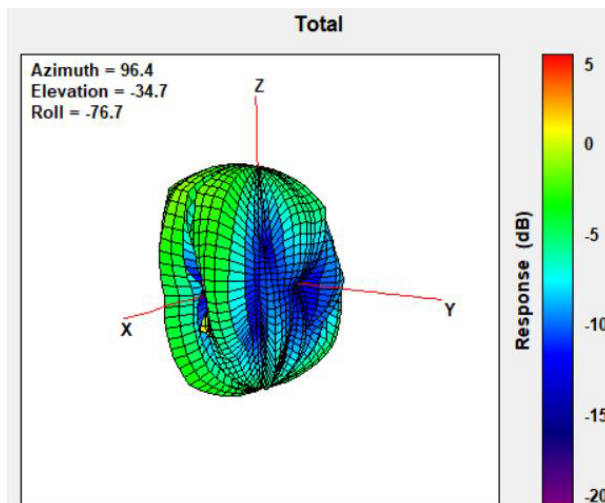 Total
Azimuth = 96.4
Elevation = -34.7
Roll = -76.7
Z
X
Y
5
0
-5
-10
-15
-20
Response (dB)